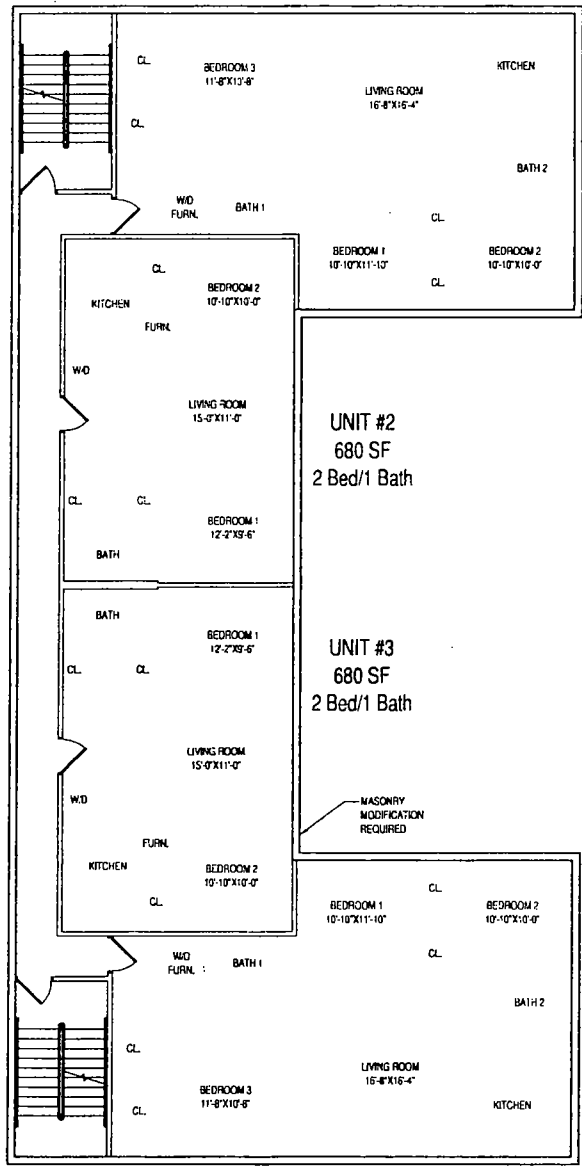 CL.
BEDROOM 3
11'-8"X10'-8"
LIVING ROOM
16'-8"X16'-4"
KITCHEN
CL.
BATH 2
W/D
FURN.
BATH 1
CL.
BEDROOM 1
10'-10"X11'-10"
BEDROOM 2
10'-10"X10'-0"
CL.
CL.
BEDROOM 2
10'-10"X10'-0"
KITCHEN
FURN.
W/D
LIVING ROOM
15'-0"X11'-0"
CL.
CL.
BEDROOM 1
12'-2"X9'-6"
BATH
UNIT #2
680 SF
2 Bed/1 Bath
BATH
BEDROOM 1
12'-2"X9'-6"
CL.
CL.
UNIT #3
680 SF
2 Bed/1 Bath
LIVING ROOM
15'-0"X11'-0"
W/D
MASONRY
MODIFICATION
REQUIRED
FURN.
KITCHEN
BEDROOM 2
10'-10"X10'-0"
CL.
CL.
BEDROOM 1
10'-10"X11'-10"
BEDROOM 2
10'-10"X10'-0"
CL.
W/D
FURN.
BATH 1
BATH 2
CL.
LIVING ROOM
16'-8"X16'-4"
BEDROOM 3
11'-8"X10'-8"
CL.
KITCHEN